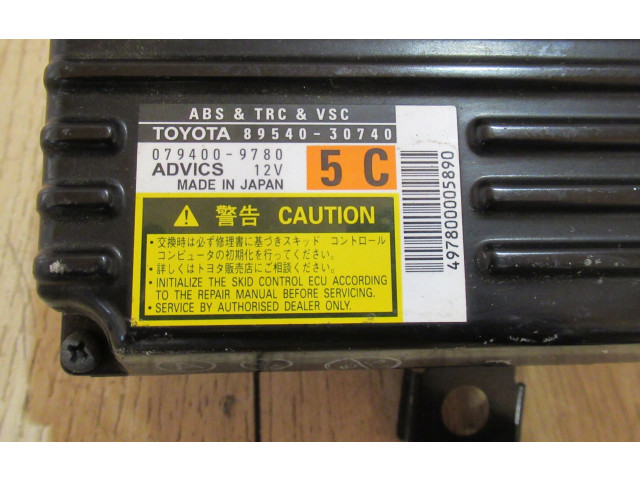 ABS & TRC & VSC
TOYOTA 89540-30740
079400-9780
ADVICS 12V
MADE IN JAPAN
5 C
497800005890
警告 CAUTION
・交換時は必ず修理書に基づきスキッド コントロール
コンピュータの初期化を行ってください。
・詳しくはトヨタ販売店にご相談ください。
・INITIALIZE THE SKID CONTROL ECU ACCORDING
TO THE REPAIR MANUAL BEFORE SERVICING.
・SERVICE BY AUTHORISED DEALER ONLY.